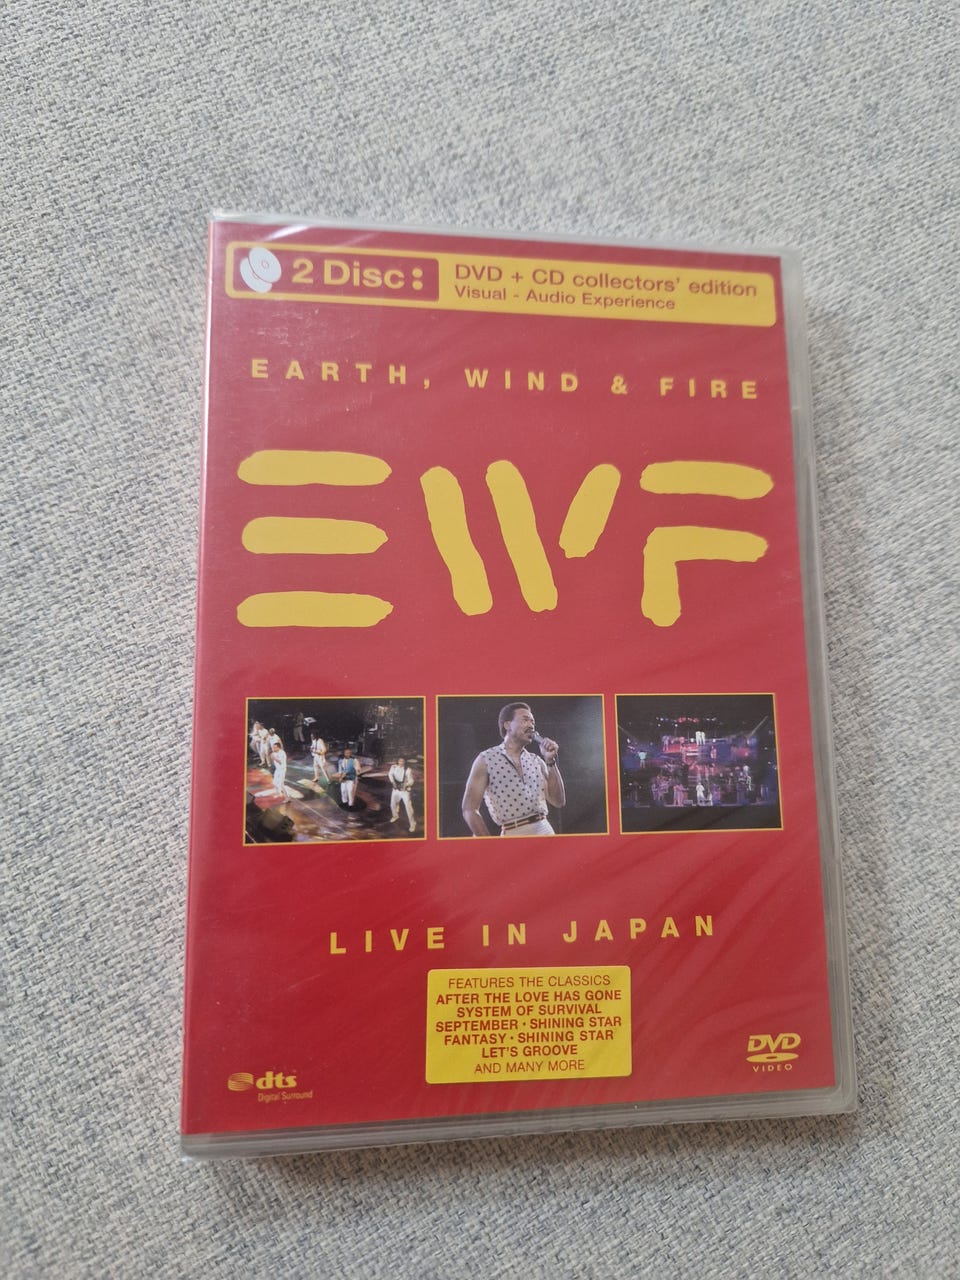 2 Disc:
DVD + CD collectors' edition
Visual - Audio Experience
EARTH, WIND & FIRE
EWF
LIVE IN JAPAN
FEATURES THE CLASSICS
AFTER THE LOVE HAS GONE
SYSTEM OF SURVIVAL
SEPTEMBER • SHINING STAR
FANTASY • SHINING STAR
LET'S GROOVE
AND MANY MORE
dts
Digital Surround
DVD
VIDEO